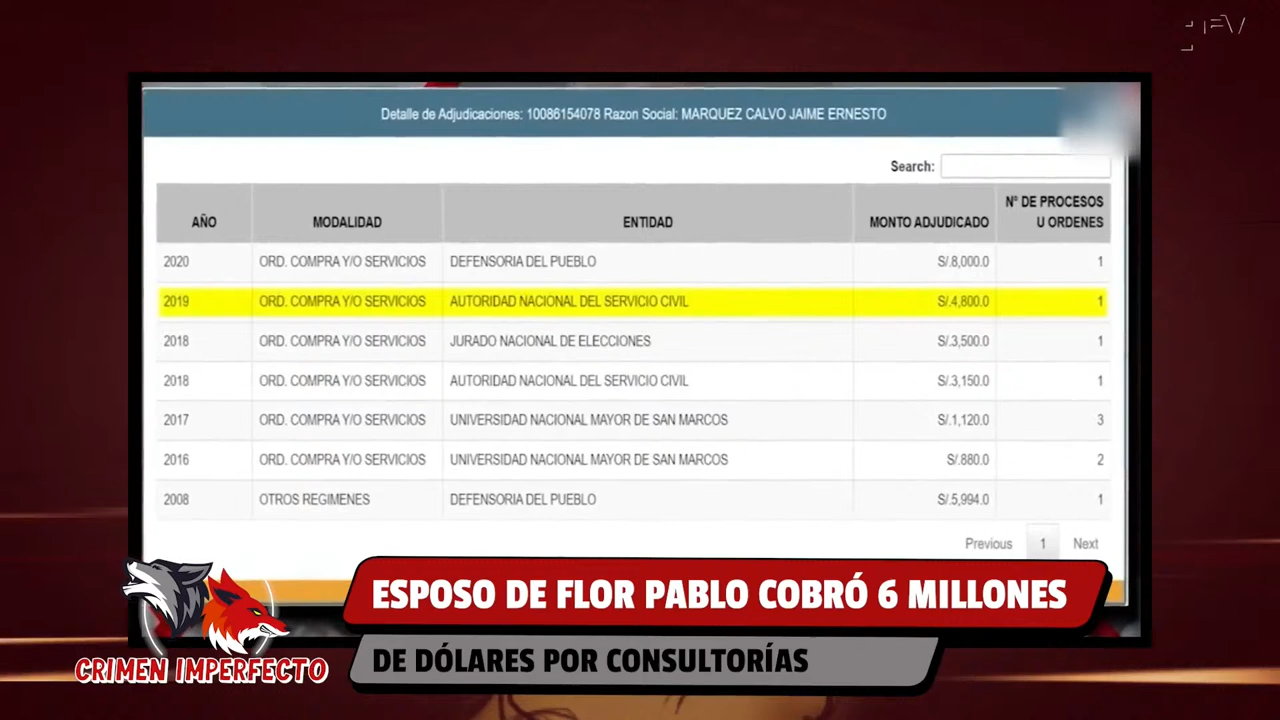 Detalle de Adjudicaciones: 10086154078 Razon Social: MARQUEZ CALVO JAIME ERNESTO
Search:
AÑO MODALIDAD ENTIDAD MONTO ADJUDICADO N° DE PROCESOS U ORDENES
2020 ORD. COMPRA Y/O SERVICIOS DEFENSORIA DEL PUEBLO S/.8,000.0 1
2019 ORD. COMPRA Y/O SERVICIOS AUTORIDAD NACIONAL DEL SERVICIO CIVIL S/.4,800.0 1
2018 ORD. COMPRA Y/O SERVICIOS JURADO NACIONAL DE ELECCIONES S/.3,500.0 1
2018 ORD. COMPRA Y/O SERVICIOS AUTORIDAD NACIONAL DEL SERVICIO CIVIL S/.3,150.0 1
2017 ORD. COMPRA Y/O SERVICIOS UNIVERSIDAD NACIONAL MAYOR DE SAN MARCOS S/.1,120.0 3
2016 ORD. COMPRA Y/O SERVICIOS UNIVERSIDAD NACIONAL MAYOR DE SAN MARCOS S/.880.0 2
2008 OTROS REGIMENES DEFENSORIA DEL PUEBLO S/.5,994.0 1
Previous 1 Next
ESPOSO DE FLOR PABLO COBRÓ 6 MILLONES
DE DÓLARES POR CONSULTORÍAS
CRIMEN IMPERFECTO